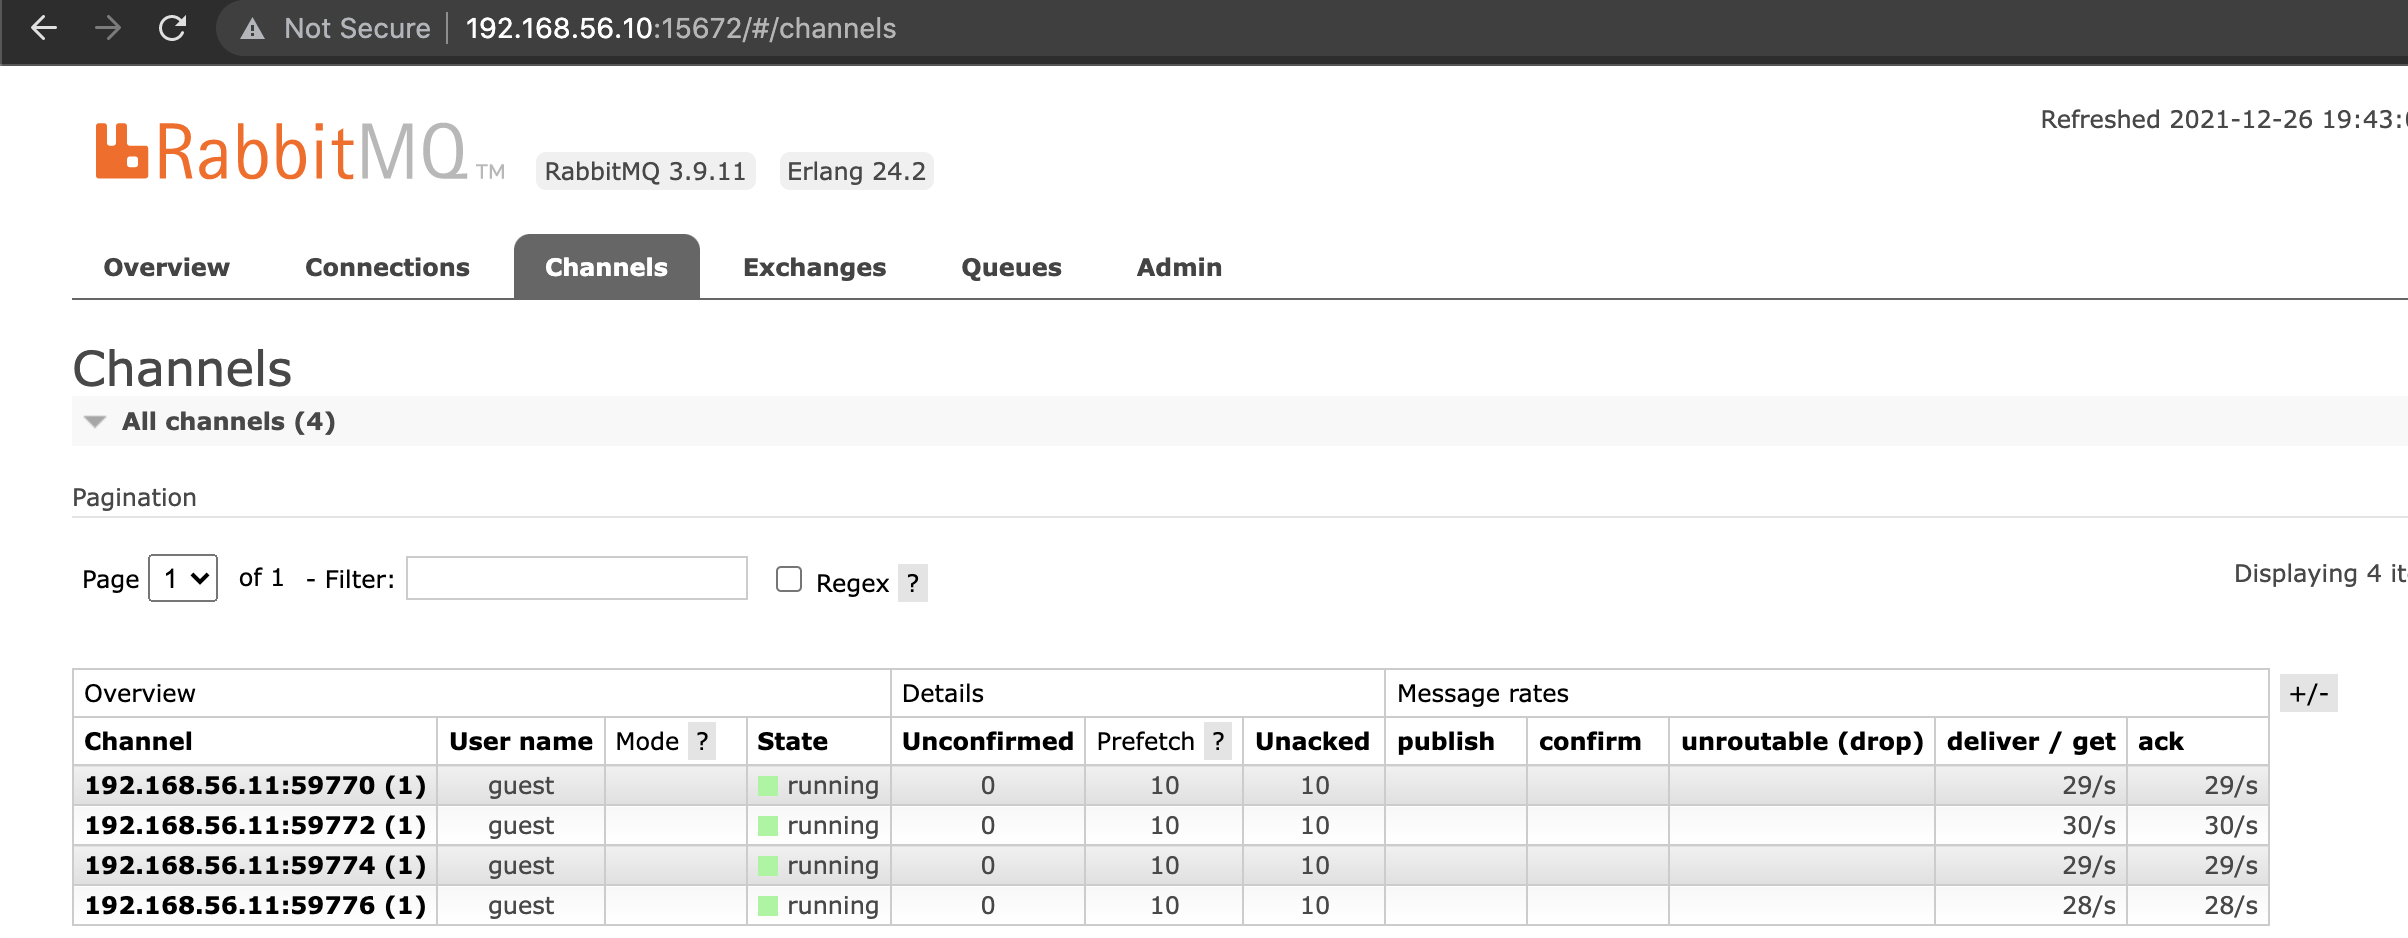 Not Secure 192.168.56.10:15672/#/channels
Refreshed 2021-12-26 19:43:
RabbitMQ TM RabbitMQ 3.9.11 Erlang 24.2
Overview Connections Channels Exchanges Queues Admin
Channels
All channels (4)
Pagination
Page 1 of 1 - Filter: Regex ? Displaying 4 it
Overview Details Message rates +/-
Channel User name Mode ? State Unconfirmed Prefetch ? Unacked publish confirm unroutable (drop) deliver / get ack
192.168.56.11:59770 (1) guest running 0 10 10 29/s 29/s
192.168.56.11:59772 (1) guest running 0 10 10 30/s 30/s
192.168.56.11:59774 (1) guest running 0 10 10 29/s 29/s
192.168.56.11:59776 (1) guest running 0 10 10 28/s 28/s